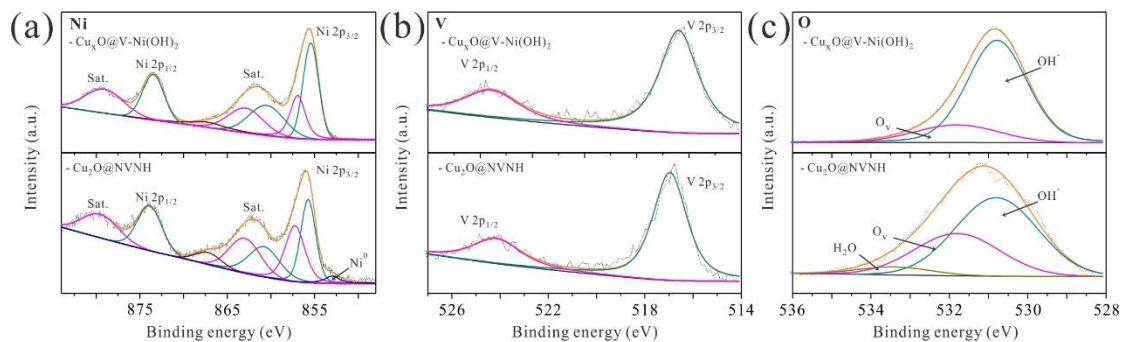 (a)
Ni
- CuₓO@V-Ni(OH)₂
Ni 2p₁/₂
Sat.
Sat.
Ni 2p₃/₂
- Cu₂O@NVNH
Sat.
Ni 2p₁/₂
Sat.
Ni 2p₃/₂
Ni⁰
Intensity (a.u.)
875
865
855
Binding energy (eV)
(b)
V
- CuₓO@V-Ni(OH)₂
V 2p₁/₂
V 2p₃/₂
- Cu₂O@NVNH
V 2p₁/₂
V 2p₃/₂
Intensity (a.u.)
526
522
518
514
Binding energy (eV)
(c)
O
- CuₓO@V-Ni(OH)₂
OH⁻
Oᵥ
- Cu₂O@NVNH
OH⁻
Oᵥ
H₂O
Intensity (a.u.)
536
534
532
530
528
Binding energy (eV)